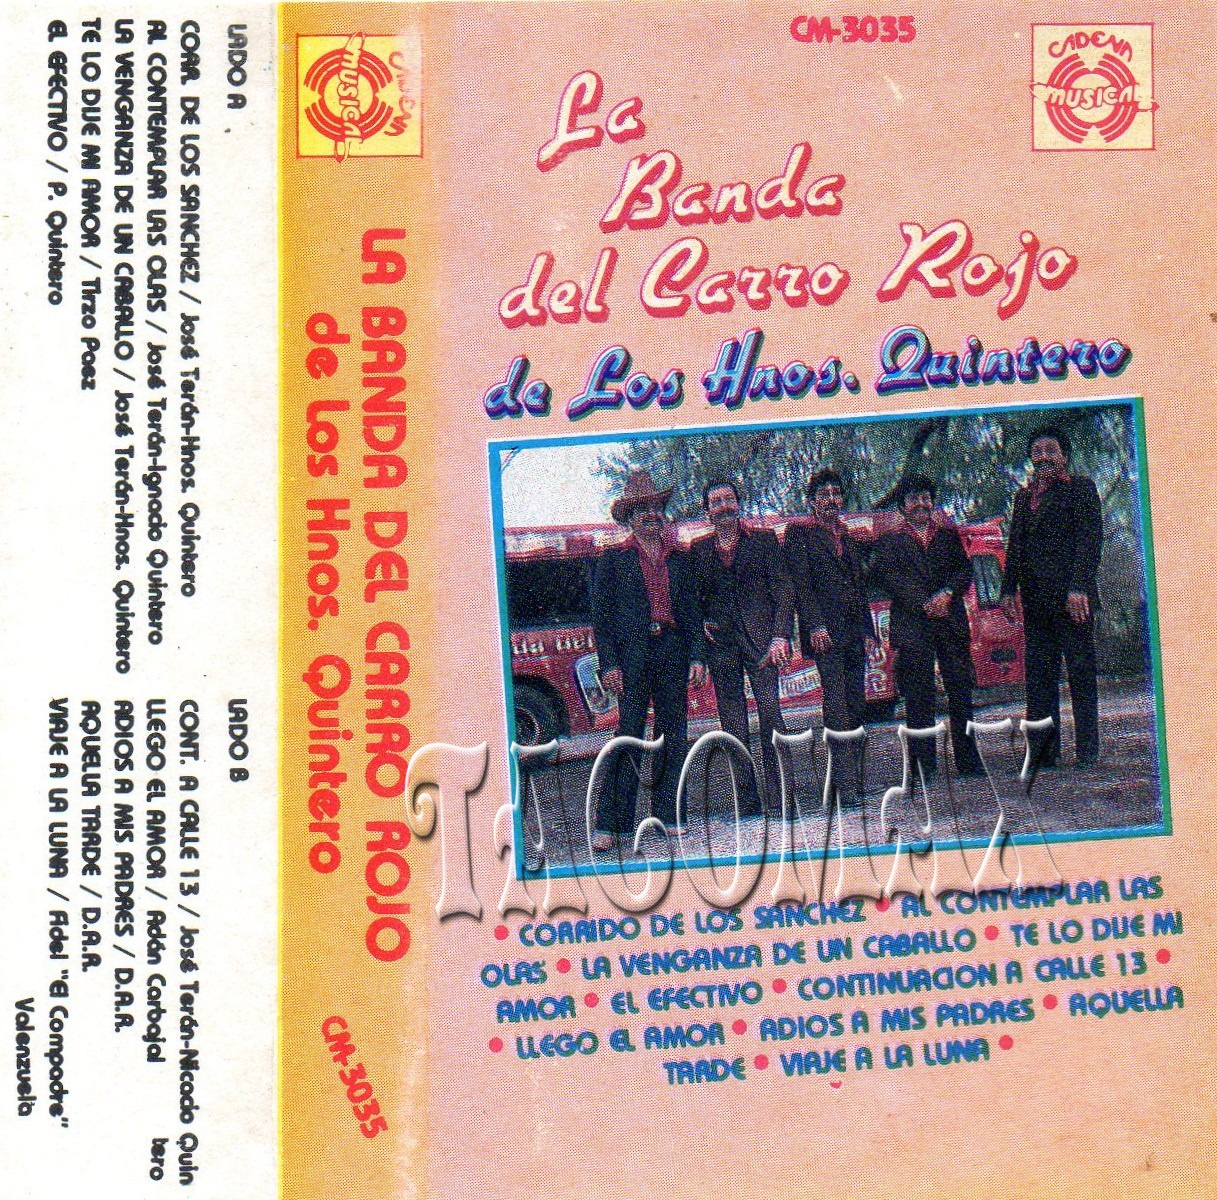 LADO A
CORR. DE LOS SANCHEZ / José Terán-Hnos. Quintero
AL CONTEMPLAR LAS OLAS / José Terán-Ignacio Quintero
LA VENGANZA DE UN CABALLO / José Terán-Hnos. Quintero
TE LO DIJE MI AMOR / Tirzo Paez
EL EFECTIVO / P. Quintero
LADO B
CONT. A CALLE 13 / José Terán-Nicacio Quin
tero
LLEGO EL AMOR / Adán Carbajal
ADIOS A MIS PADRES / D.A.R.
AQUELLA TARDE / D.A.R.
VIAJE A LA LUNA / Fidel "El Compadre"
Valenzuela
CADENA
MUSICAL
LA BANDA DEL CARRO ROJO
de Los Hnos. Quintero
CM-3035
CM-3035
CADENA
MUSICAL
La
Banda
del Carro Rojo
de Los Hnos. Quintero
TACOMAX
• CORRIDO DE LOS SANCHEZ • AL CONTEMPLAR LAS
OLAS • LA VENGANZA DE UN CABALLO • TE LO DIJE MI
AMOR • EL EFECTIVO • CONTINUACION A CALLE 13 •
• LLEGO EL AMOR • ADIOS A MIS PADRES • AQUELLA
TARDE • VIAJE A LA LUNA •